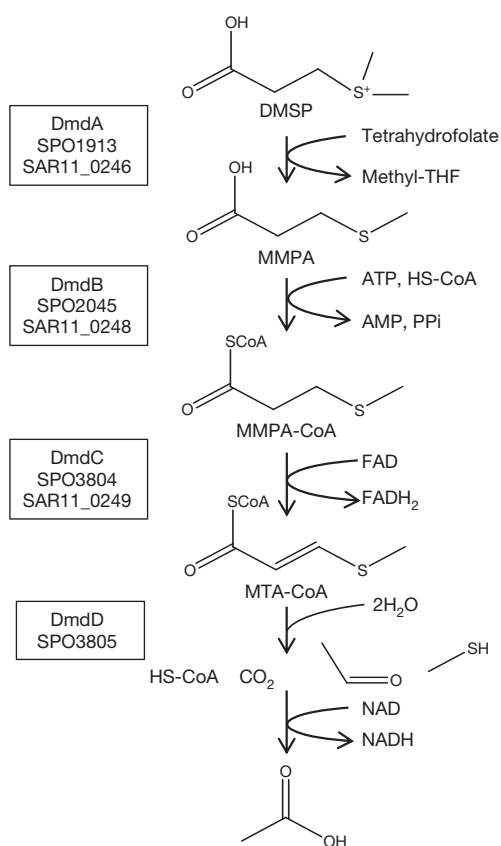 OH
O
S+
DMSP
DmdA
SPO1913
SAR11_0246
Tetrahydrofolate
Methyl-THF
OH
O
S
MMPA
DmdB
SPO2045
SAR11_0248
ATP, HS-CoA
AMP, PPi
SCoA
O
S
MMPA-CoA
DmdC
SPO3804
SAR11_0249
FAD
FADH2
SCoA
O
S
MTA-CoA
DmdD
SPO3805
2H2O
HS-CoA CO2 O SH
NAD
NADH
O
OH